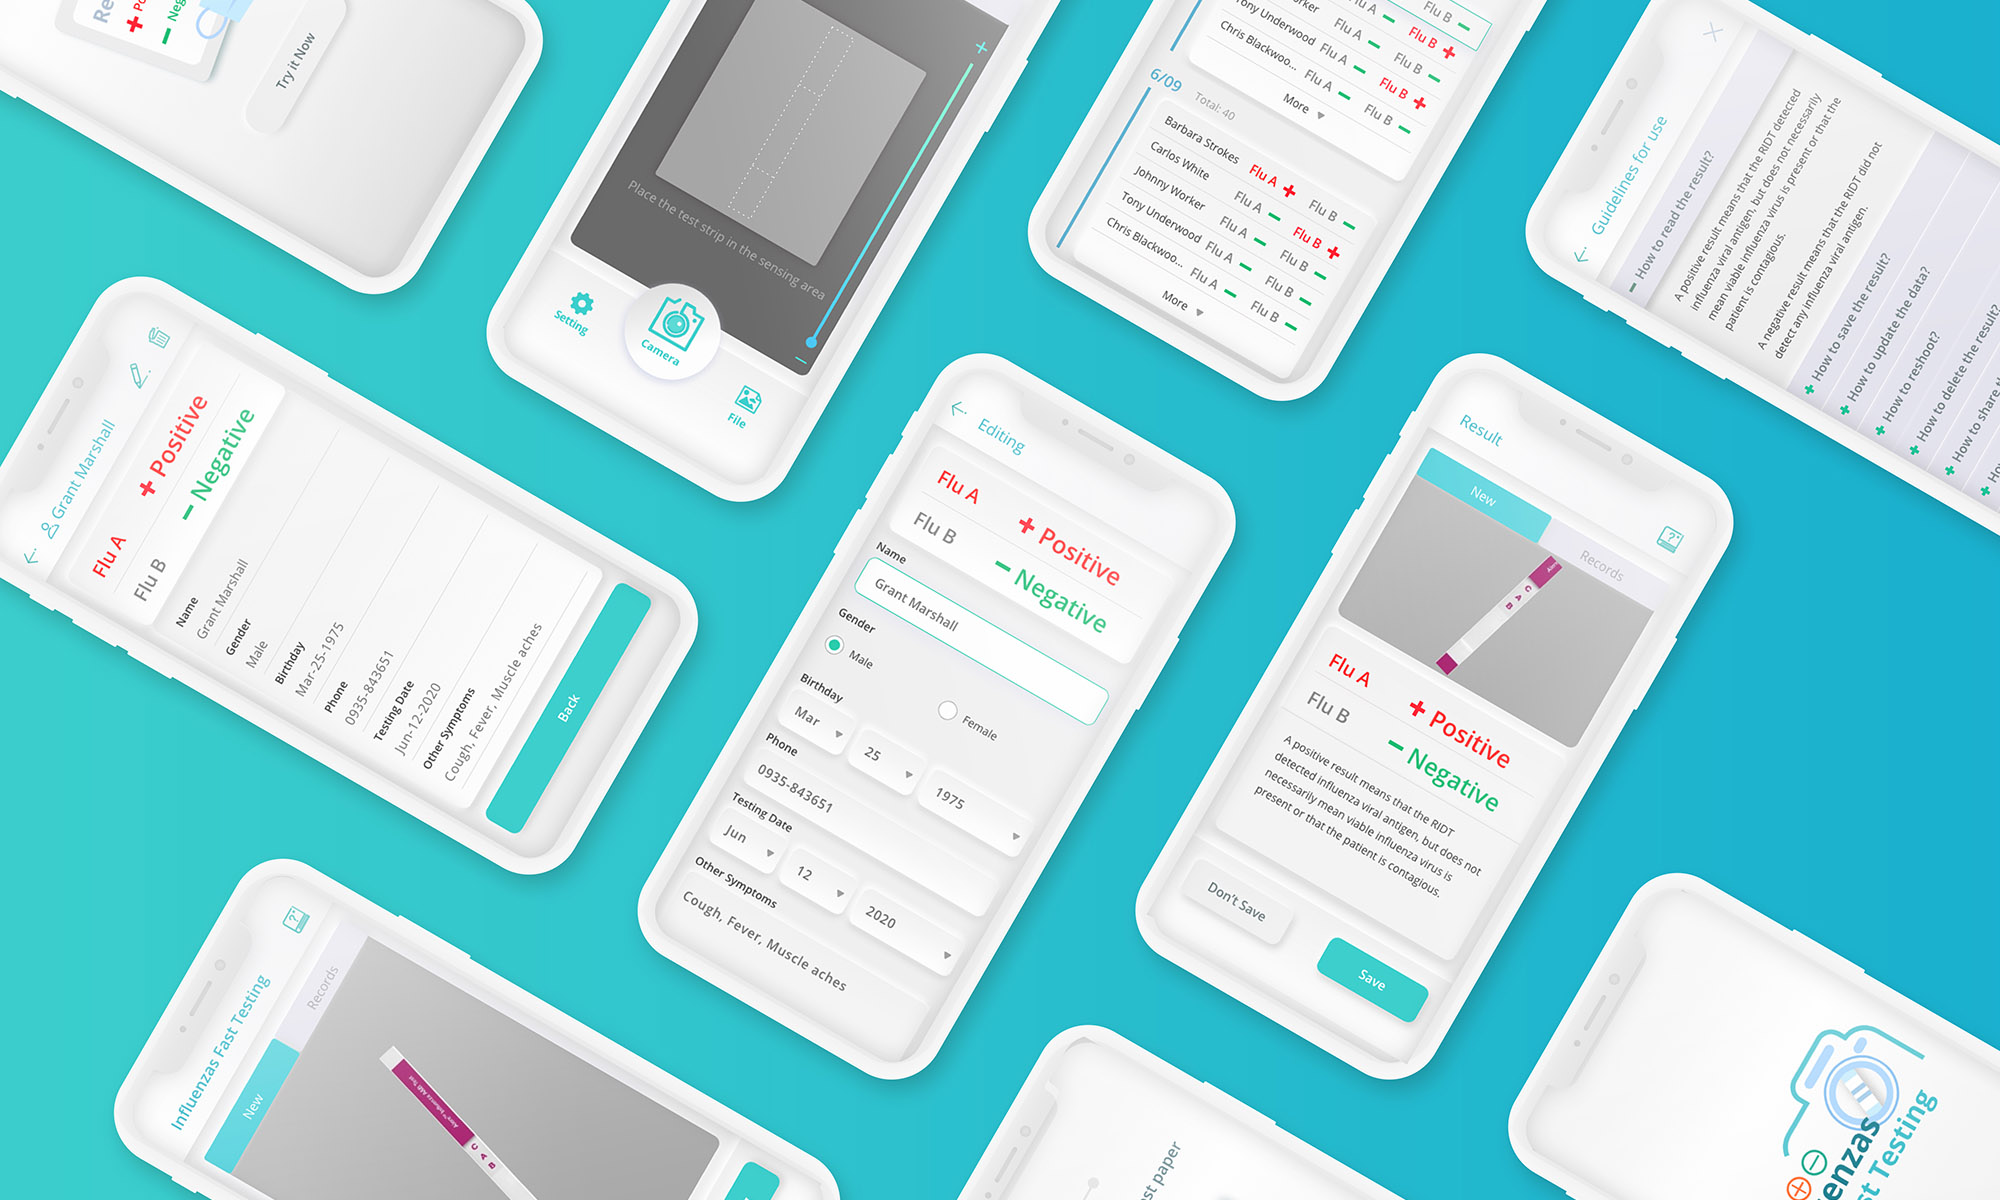 Try it Now
Place the test strip in the sensing area
Setting
Camera
File
Flu A
Flu B
Tony Underwood Flu A Flu B
Chris Blackwoo... Flu A Flu B
More
6/09 Total: 40
Barbara Strokes Flu A Flu B
Carlos White Flu A Flu B
Johnny Worker Flu A Flu B
Tony Underwood Flu A Flu B
Chris Blackwoo... Flu A Flu B
More
Guidelines for use
How to read the result?
A positive result means that the RIDT detected
influenza viral antigen, but does not necessarily
mean viable influenza virus is present or that the
patient is contagious.
A negative result means that the RIDT did not
detect any influenza viral antigen.
How to save the result?
How to update the data?
How to reshoot?
How to delete the result?
How to share
Grant Marshall
Flu A + Positive
Flu B − Negative
Name
Grant Marshall
Gender
Male
Birthday
Mar-25-1975
Phone
0935-843651
Testing Date
Jun-12-2020
Other Symptoms
Cough, Fever, Muscle aches
Back
Editing
Flu A + Positive
Flu B − Negative
Name
Grant Marshall
Gender
Male
Female
Birthday
Mar 25 1975
Phone
0935-843651
Testing Date
Jun 12 2020
Other Symptoms
Cough, Fever, Muscle aches
Result
New Records
C A B
Flu A + Positive
Flu B − Negative
A positive result means that the RIDT
detected influenza viral antigen, but does not
necessarily mean viable influenza virus is
present or that the patient is contagious.
Don't Save
Save
Influenzas Fast Testing
New Records
C A B
paper
enzas
Testing